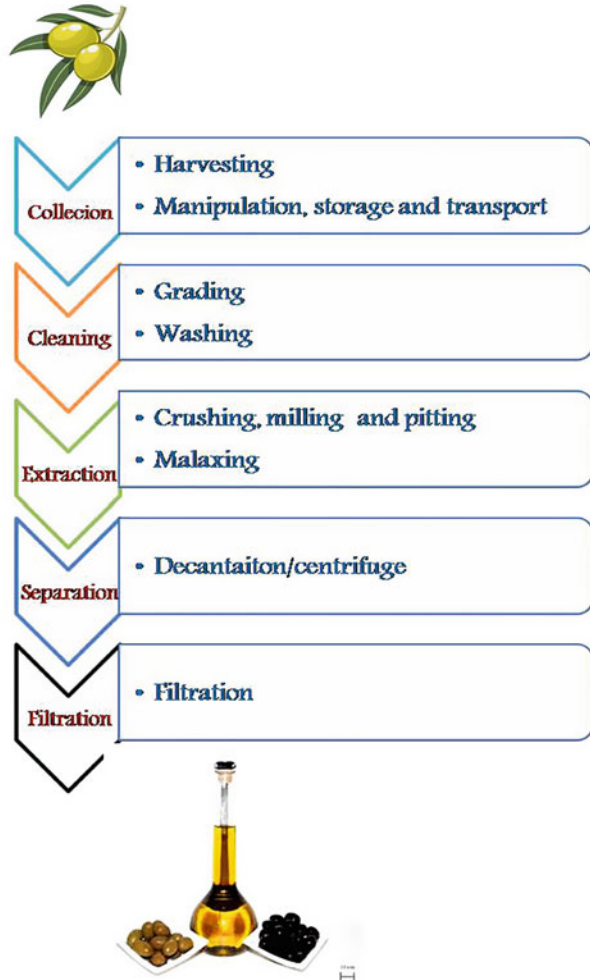 Collecion
• Harvesting
• Manipulation, storage and transport
Cleaning
• Grading
• Washing
Extraction
• Crushing, milling and pitting
• Malaxing
Separation
• Decantaiton/centrifuge
Filtration
• Filtration